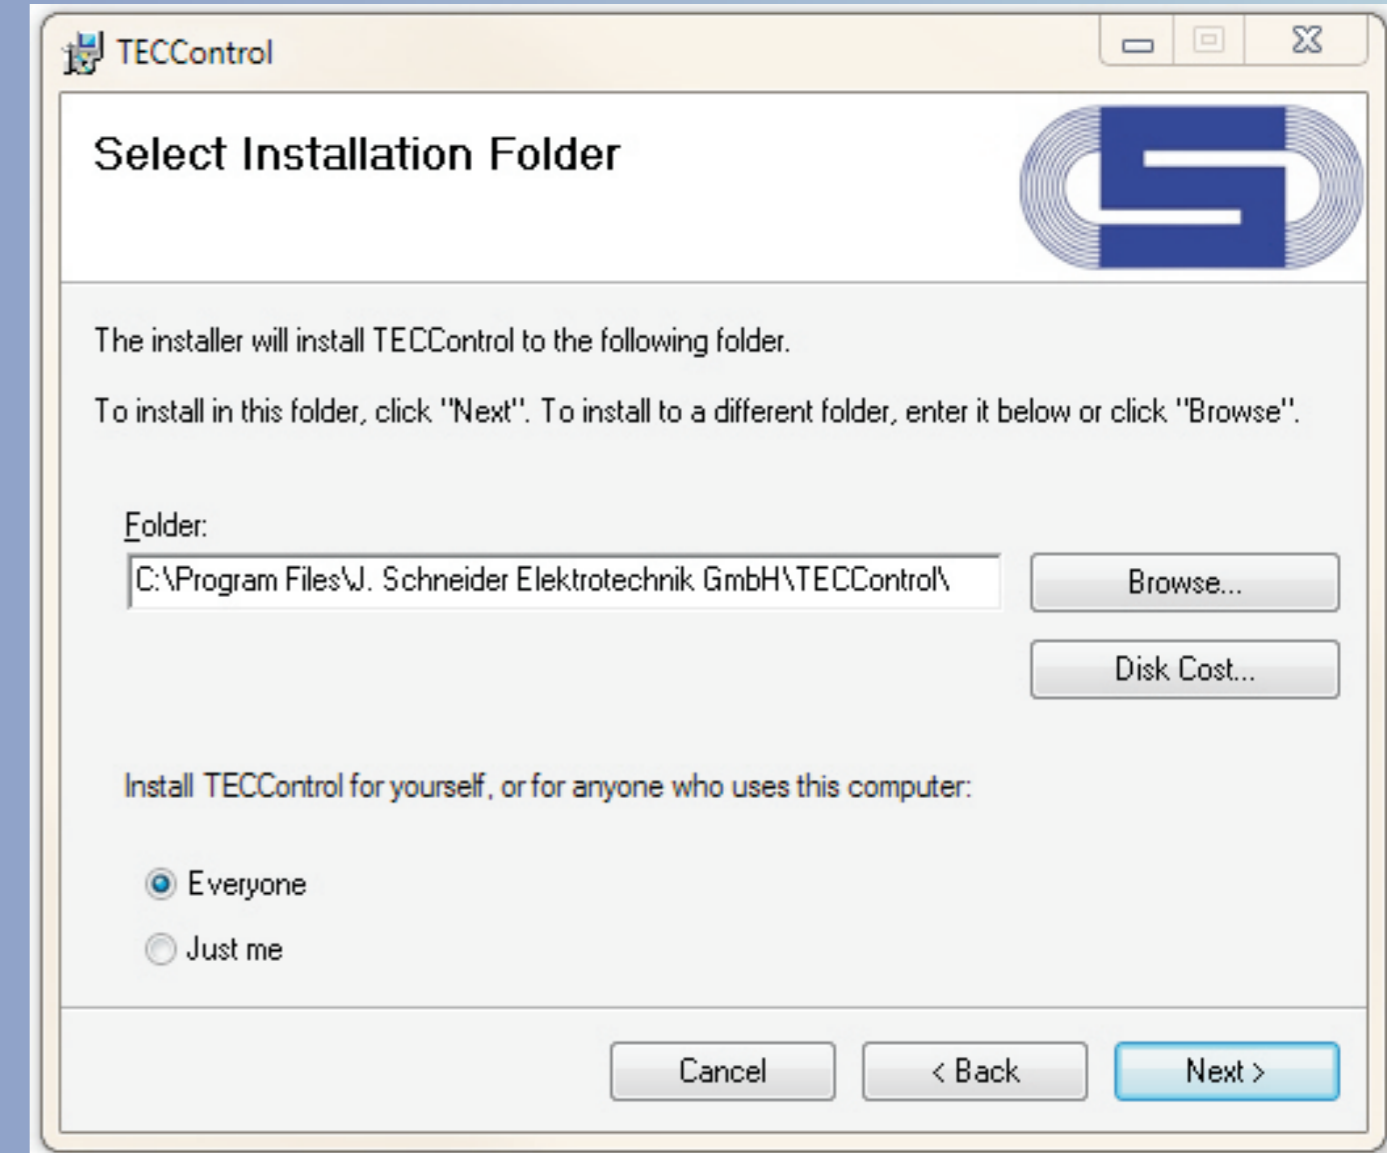 TECControl
Select Installation Folder
The installer will install TECControl to the following folder.
To install in this folder, click "Next". To install to a different folder, enter it below or click "Browse".
Folder:
C:\Program Files\J. Schneider Elektrotechnik GmbH\TECControl\
Browse...
Disk Cost...
Install TECControl for yourself, or for anyone who uses this computer:
Everyone
Just me
Cancel
< Back
Next >